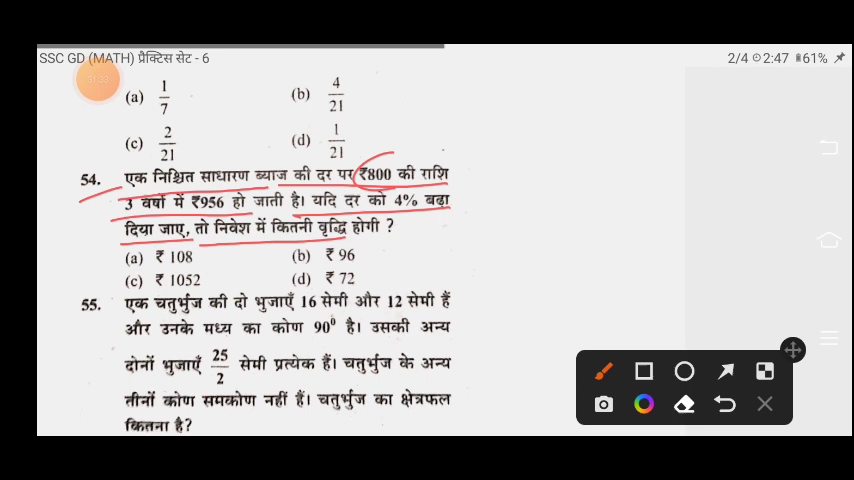 SSC GD (MATH) प्रैक्टिस सेट - 6 2/4 2:47 61%
(a) 1/7 (b) 4/21
(c) 2/21 (d) 1/21
54. एक निश्चित साधारण ब्याज की दर पर ₹800 की राशि
3 वर्षों में ₹956 हो जाती है। यदि दर को 4% बढ़ा
दिया जाए, तो निवेश में कितनी वृद्धि होगी ?
(a) ₹ 108 (b) ₹ 96
(c) ₹ 1052 (d) ₹ 72
55. एक चतुर्भुज की दो भुजाएँ 16 सेमी और 12 सेमी हैं
और उनके मध्य का कोण 90⁰ है। उसकी अन्य
दोनों भुजाएँ 25/2 सेमी प्रत्येक हैं। चतुर्भुज के अन्य
तीनों कोण समकोण नहीं हैं। चतुर्भुज का क्षेत्रफल
कितना है?